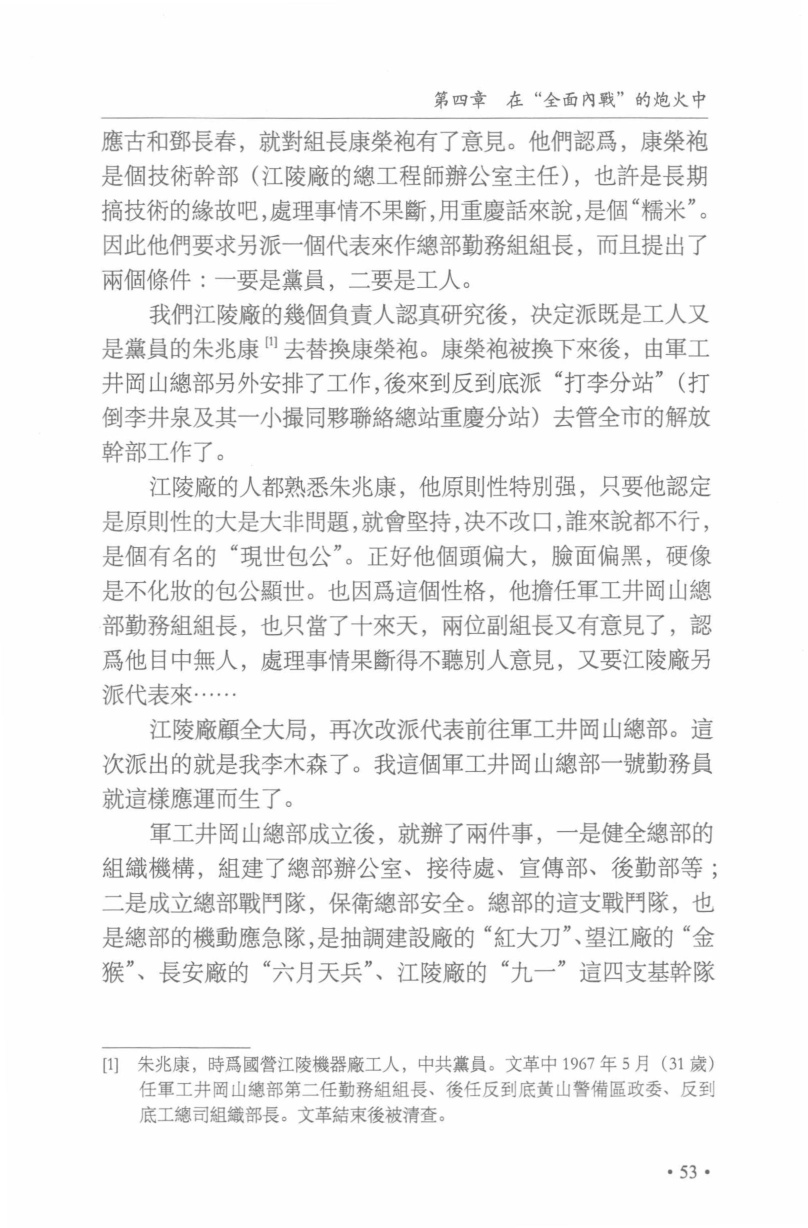 第四章　在“全面內戰”的炮火中
應古和鄧長春，就對組長康榮袍有了意見。他們認爲，康榮袍
是個技術幹部（江陵廠的總工程師辦公室主任），也許是長期
搞技術的緣故吧，處理事情不果斷，用重慶話來說，是個“糯米”。
因此他們要求另派一個代表來作總部勤務組組長，而且提出了
兩個條件：一要是黨員，二要是工人。
我們江陵廠的幾個負責人認真研究後，決定派既是工人又
是黨員的朱兆康[1]去替換康榮袍。康榮袍被換下來後，由軍工
井岡山總部另外安排了工作，後來到反到底派“打李分站”（打
倒李井泉及其一小撮同夥聯絡總站重慶分站）去管全市的解放
幹部工作了。
江陵廠的人都熟悉朱兆康，他原則性特別强，只要他認定
是原則性的大是大非問題，就會堅持，决不改口，誰來說都不行，
是個有名的“現世包公”。正好他個頭偏大，臉面偏黑，硬像
是不化妝的包公顯世。也因爲這個性格，他擔任軍工井岡山總
部勤務組組長，也只當了十來天，兩位副組長又有意見了，認
爲他目中無人，處理事情果斷得不聽別人意見，又要江陵廠另
派代表來……
江陵廠顧全大局，再次改派代表前往軍工井岡山總部。這
次派出的就是我李木森了。我這個軍工井岡山總部一號勤務員
就這樣應運而生了。
軍工井岡山總部成立後，就辦了兩件事，一是健全總部的
組織機構，組建了總部辦公室、接待處、宣傳部、後勤部等；
二是成立總部戰鬥隊，保衛總部安全。總部的這支戰鬥隊，也
是總部的機動應急隊，是抽調建設廠的“紅大刀”、望江廠的“金
猴”、長安廠的“六月天兵”、江陵廠的“九一”這四支基幹隊
[1]　朱兆康，時爲國營江陵機器廠工人，中共黨員。文革中1967年5月（31歲）
任軍工井岡山總部第二任勤務組組長、後任反到底黃山警備區政委、反到
底工總司組織部長。文革結束後被清查。
• 53 •